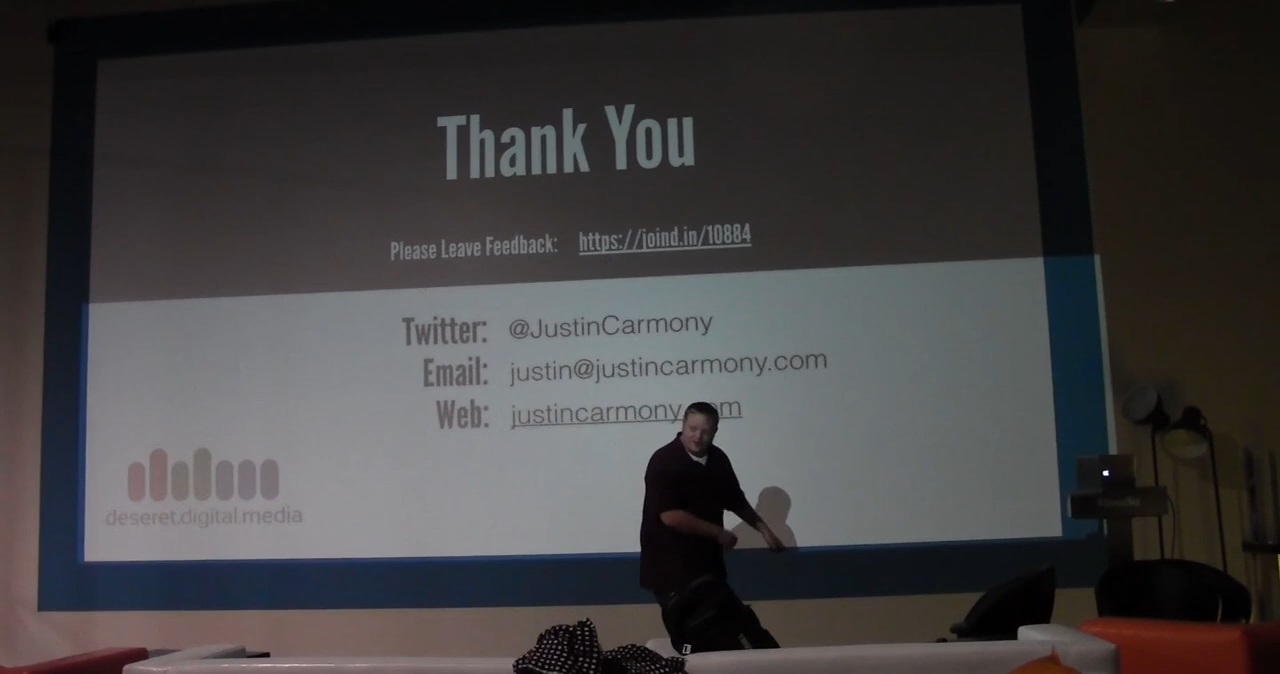 Thank You
Please Leave Feedback: https://joind.in/10884
Twitter: @JustinCarmony
Email: justin@justincarmony.com
Web: justincarmony. m
deseret.digital.media